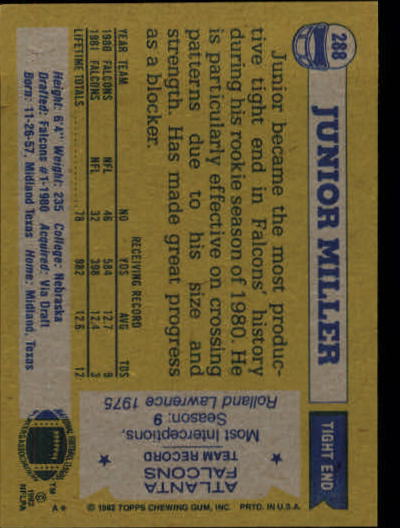 288
JUNIOR MILLER
TIGHT END
Junior became the most produc-
tive tight end in Falcons' history
during his rookie season of 1980. He
is particularly effective on crossing
patterns due to his size and
strength. Has made great progress
as a blocker.
RECEIVING RECORD
YEAR TEAM NO YDS AVG TDS
1980 FALCONS NFL 46 584 12.7 9
1981 FALCONS NFL 32 398 12.4 3
LIFETIME TOTALS 78 982 12.6 12
Height: 6'4" Weight: 235 College: Nebraska
Drafted: Falcons #1-1980 Acquired: Via Draft
Born: 11-26-57, Midland Texas Home: Midland, Texas
ATLANTA
FALCONS
TEAM RECORD
Most Interceptions,
Season: 9
Rolland Lawrence 1975
TM
© 1982
NFLPA
A*
© 1982 TOPPS CHEWING GUM, INC. PRTD. IN U.S.A.